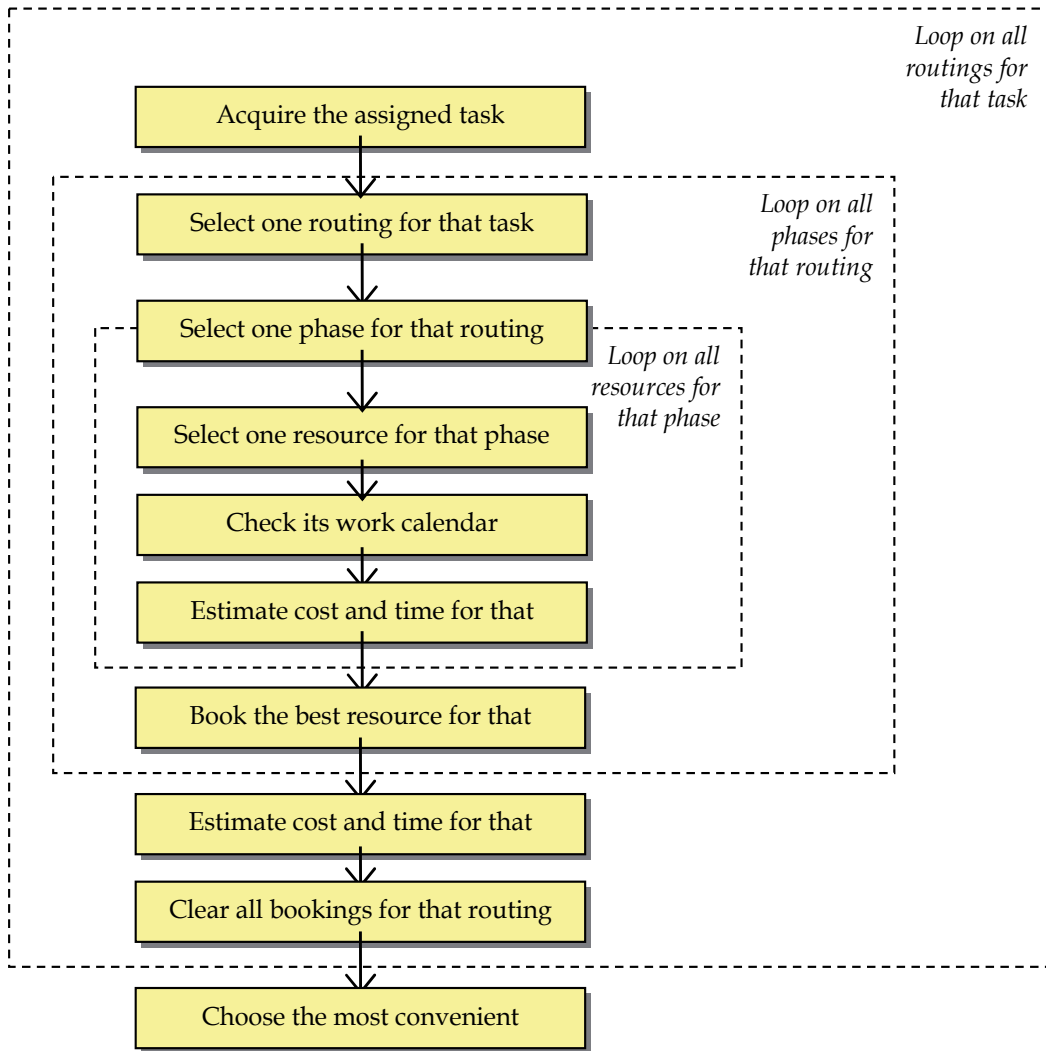 Loop on all
routings for
that task
Acquire the assigned task
Select one routing for that task
Loop on all
phases for
that routing
Select one phase for that routing
Loop on all
resources for
that phase
Select one resource for that phase
Check its work calendar
Estimate cost and time for that
Book the best resource for that
Estimate cost and time for that
Clear all bookings for that routing
Choose the most convenient